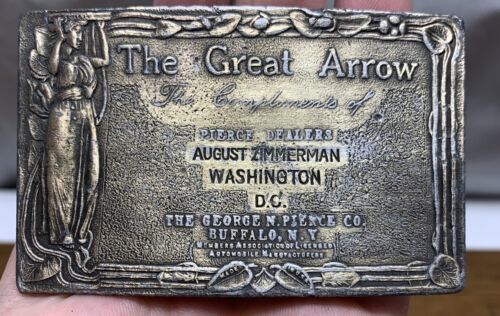 The Great Arrow
The Compliments of
PIERCE DEALERS
AUGUST ZIMMERMAN
WASHINGTON
D.C.
THE GEORGE N. PIERCE CO.
BUFFALO, N.Y
MEMBERS ASSOCIATION OF LICENSED
AUTOMOBILE MANUFACTURERS
MADE